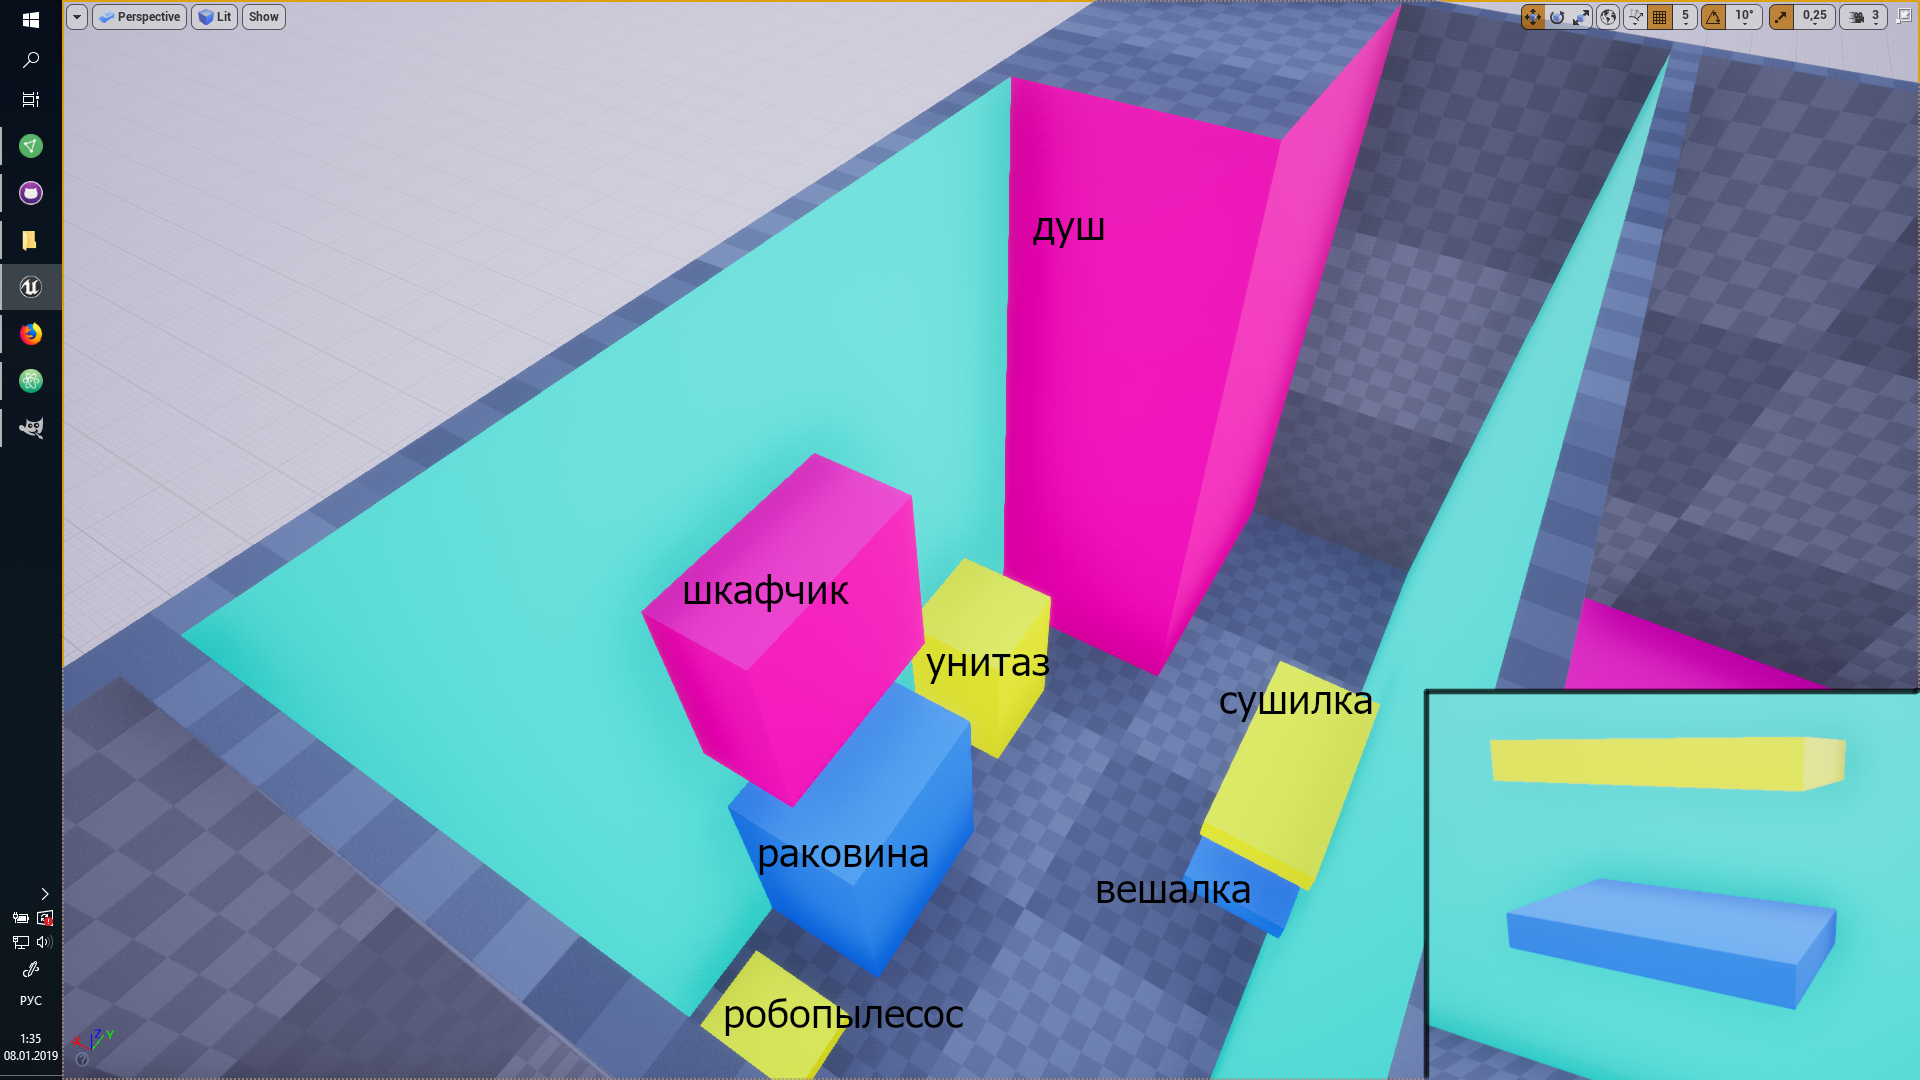 Perspective Lit Show 5 10° 0,25 3
душ
шкафчик
унитаз
сушилка
раковина
вешалка
робопылесос
X Z Y
РУС
1:35
08.01.2019